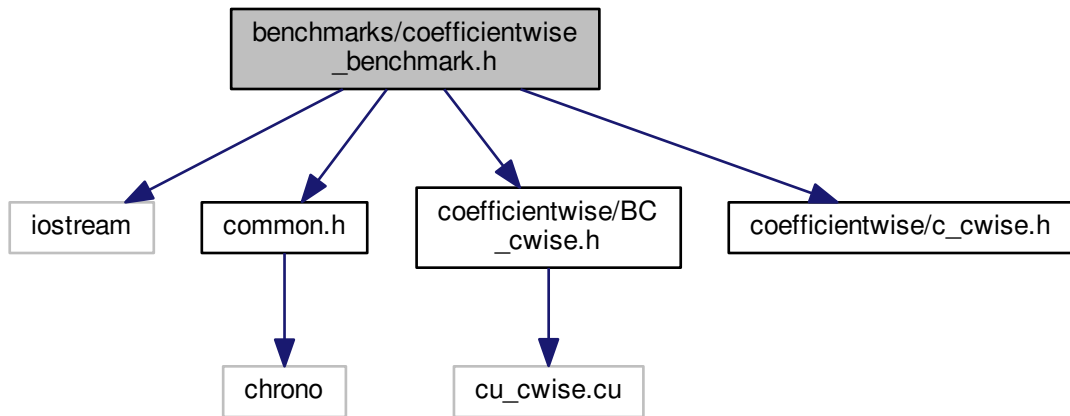 benchmarks/coefficientwise
_benchmark.h
iostream
common.h
coefficientwise/BC
_cwise.h
coefficientwise/c_cwise.h
chrono
cu_cwise.cu